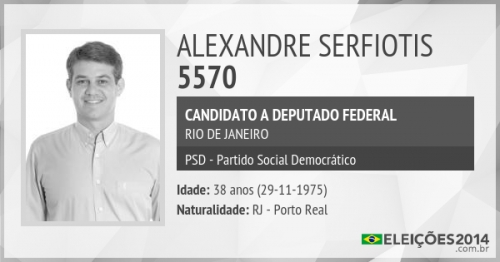 ALEXANDRE SERFIOTIS
5570
CANDIDATO A DEPUTADO FEDERAL
RIO DE JANEIRO
PSD - Partido Social Democrático
Idade: 38 anos (29-11-1975)
Naturalidade: RJ - Porto Real
ELEIÇÕES2014
.com.br